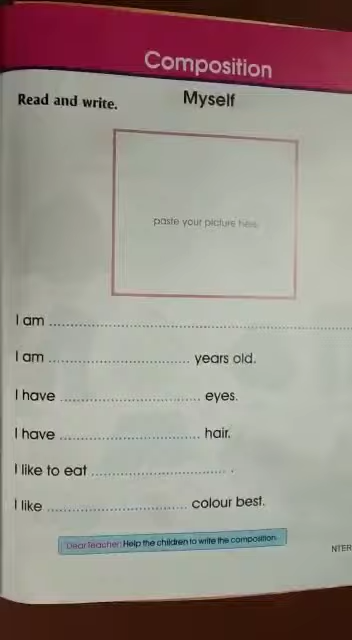 Composition
Read and write.
Myself
paste your picture here
I am ............................................................
I am .................................. years old.
I have .................................. eyes.
I have .................................. hair.
I like to eat .................................. .
I like .................................. colour best.
Dear Teacher: Help the children to write the composition.